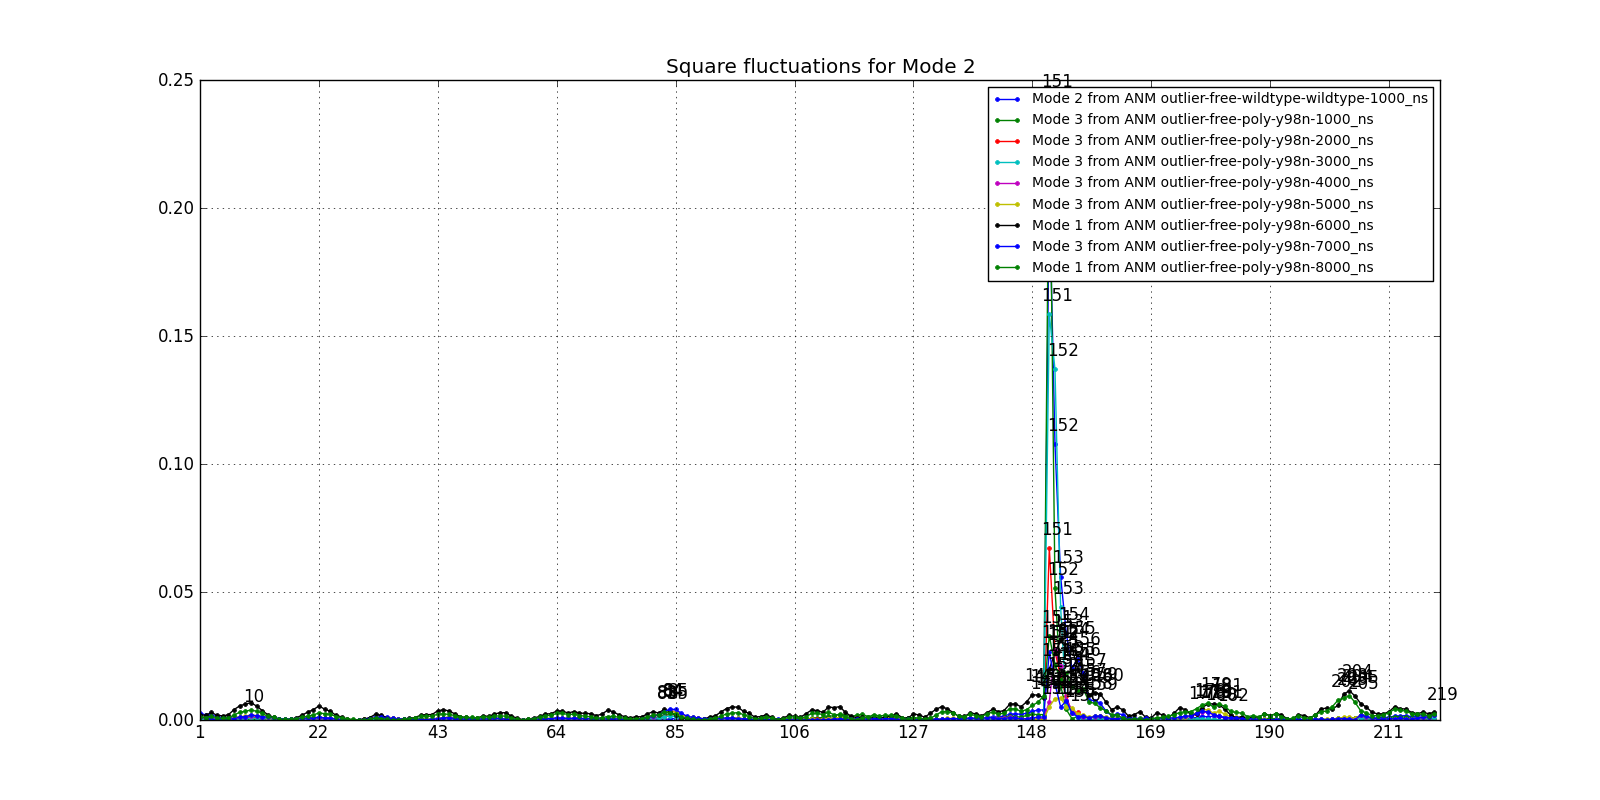 Square fluctuations for Mode 2
0.25
151
Mode 2 from ANM outlier-free-wildtype-wildtype-1000_ns
Mode 3 from ANM outlier-free-poly-y98n-1000_ns
Mode 3 from ANM outlier-free-poly-y98n-2000_ns
Mode 3 from ANM outlier-free-poly-y98n-3000_ns
Mode 3 from ANM outlier-free-poly-y98n-4000_ns
Mode 3 from ANM outlier-free-poly-y98n-5000_ns
Mode 1 from ANM outlier-free-poly-y98n-6000_ns
Mode 3 from ANM outlier-free-poly-y98n-7000_ns
Mode 1 from ANM outlier-free-poly-y98n-8000_ns
0.20
151
0.15
152
152
0.10
151
153
152
0.05
153
154
204
10
219
0.00
1 22 43 64 85 106 127 148 169 190 211